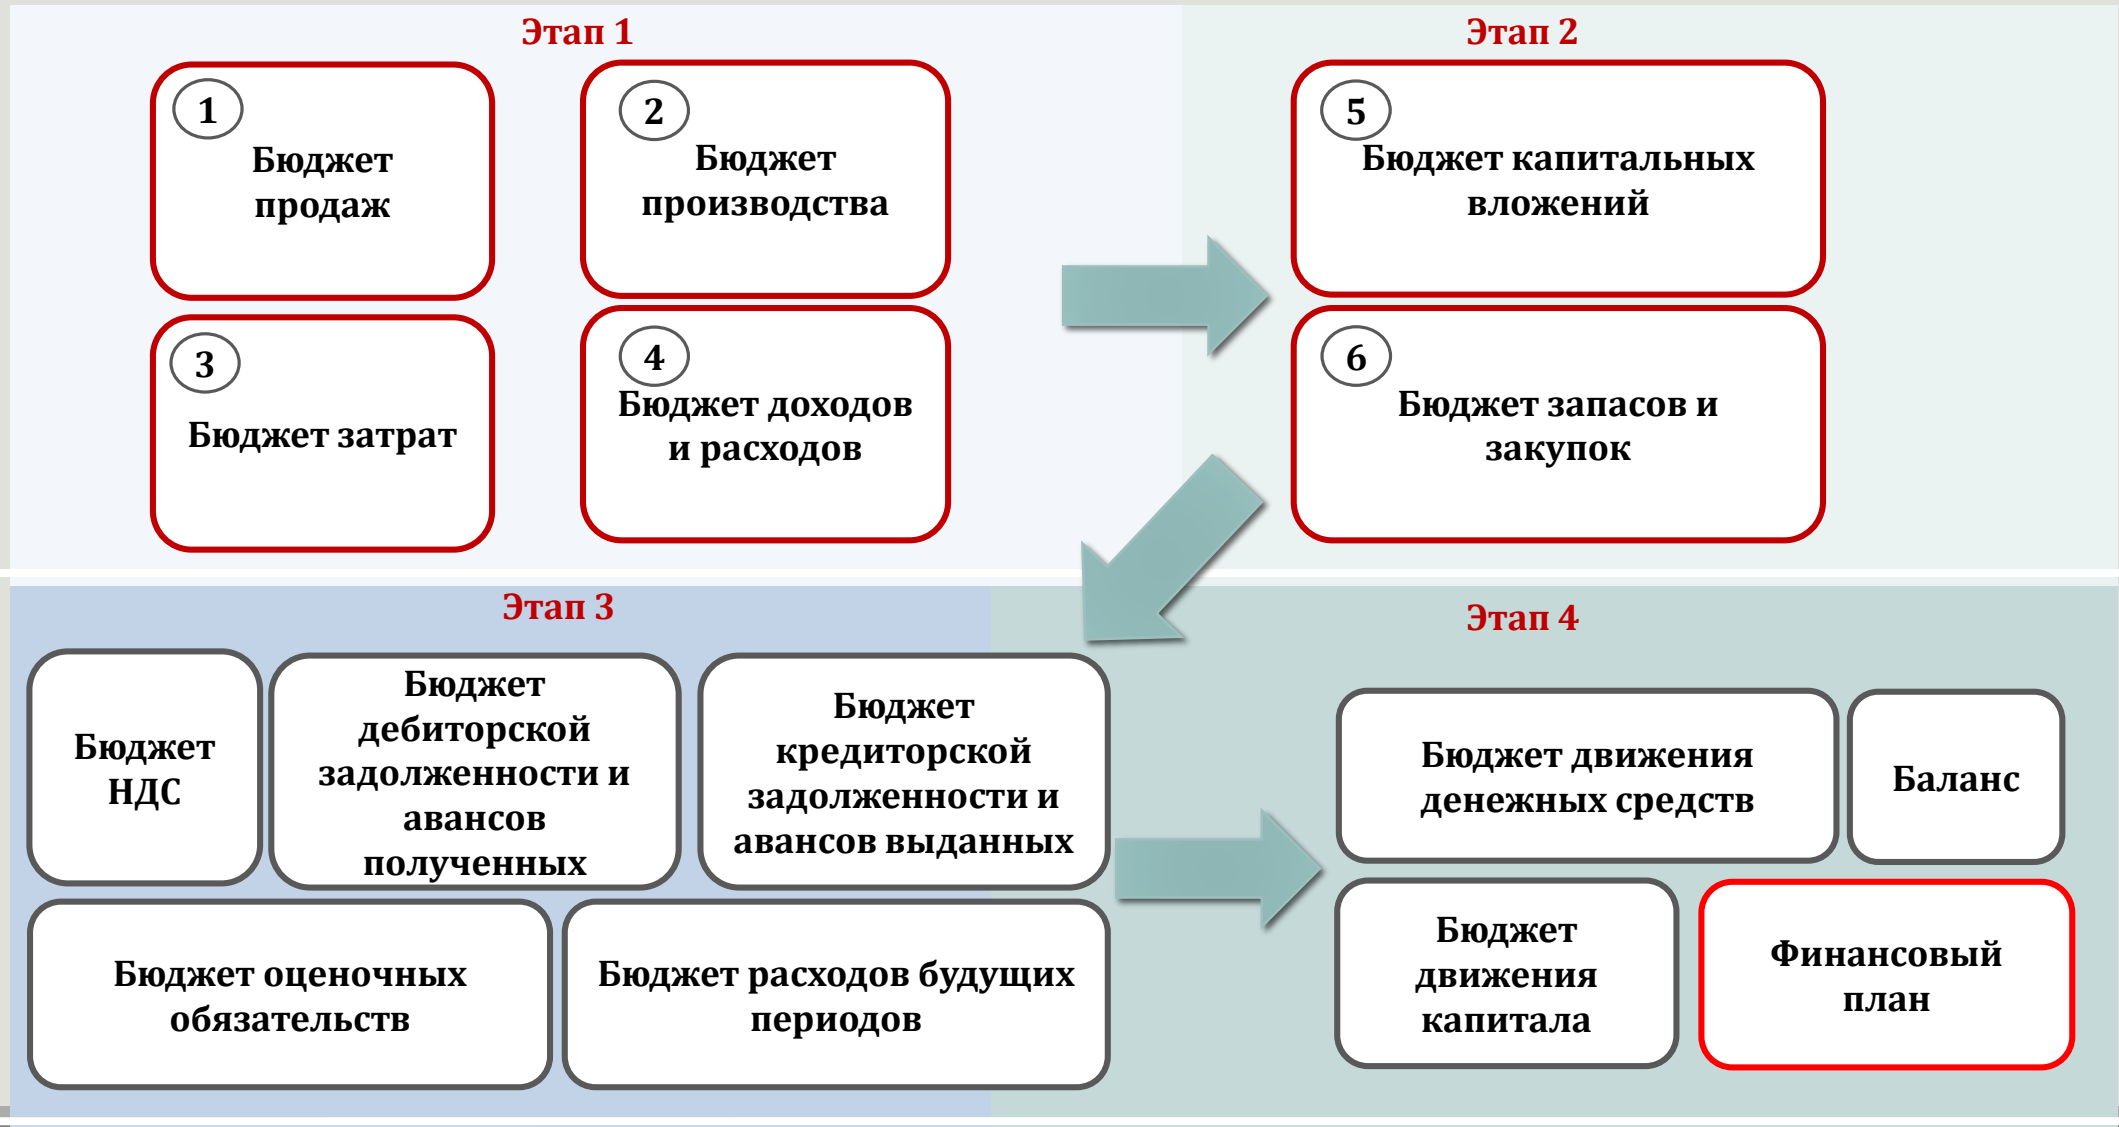 Этап 1
1
Бюджет
продаж
2
Бюджет
производства
3
Бюджет затрат
4
Бюджет доходов
и расходов
Этап 2
5
Бюджет капитальных
вложений
6
Бюджет запасов и
закупок
Этап 3
Бюджет
НДС
Бюджет
дебиторской
задолженности и
авансов
полученных
Бюджет
кредиторской
задолженности и
авансов выданных
Бюджет оценочных
обязательств
Бюджет расходов будущих
периодов
Этап 4
Бюджет движения
денежных средств
Баланс
Бюджет
движения
капитала
Финансовый
план